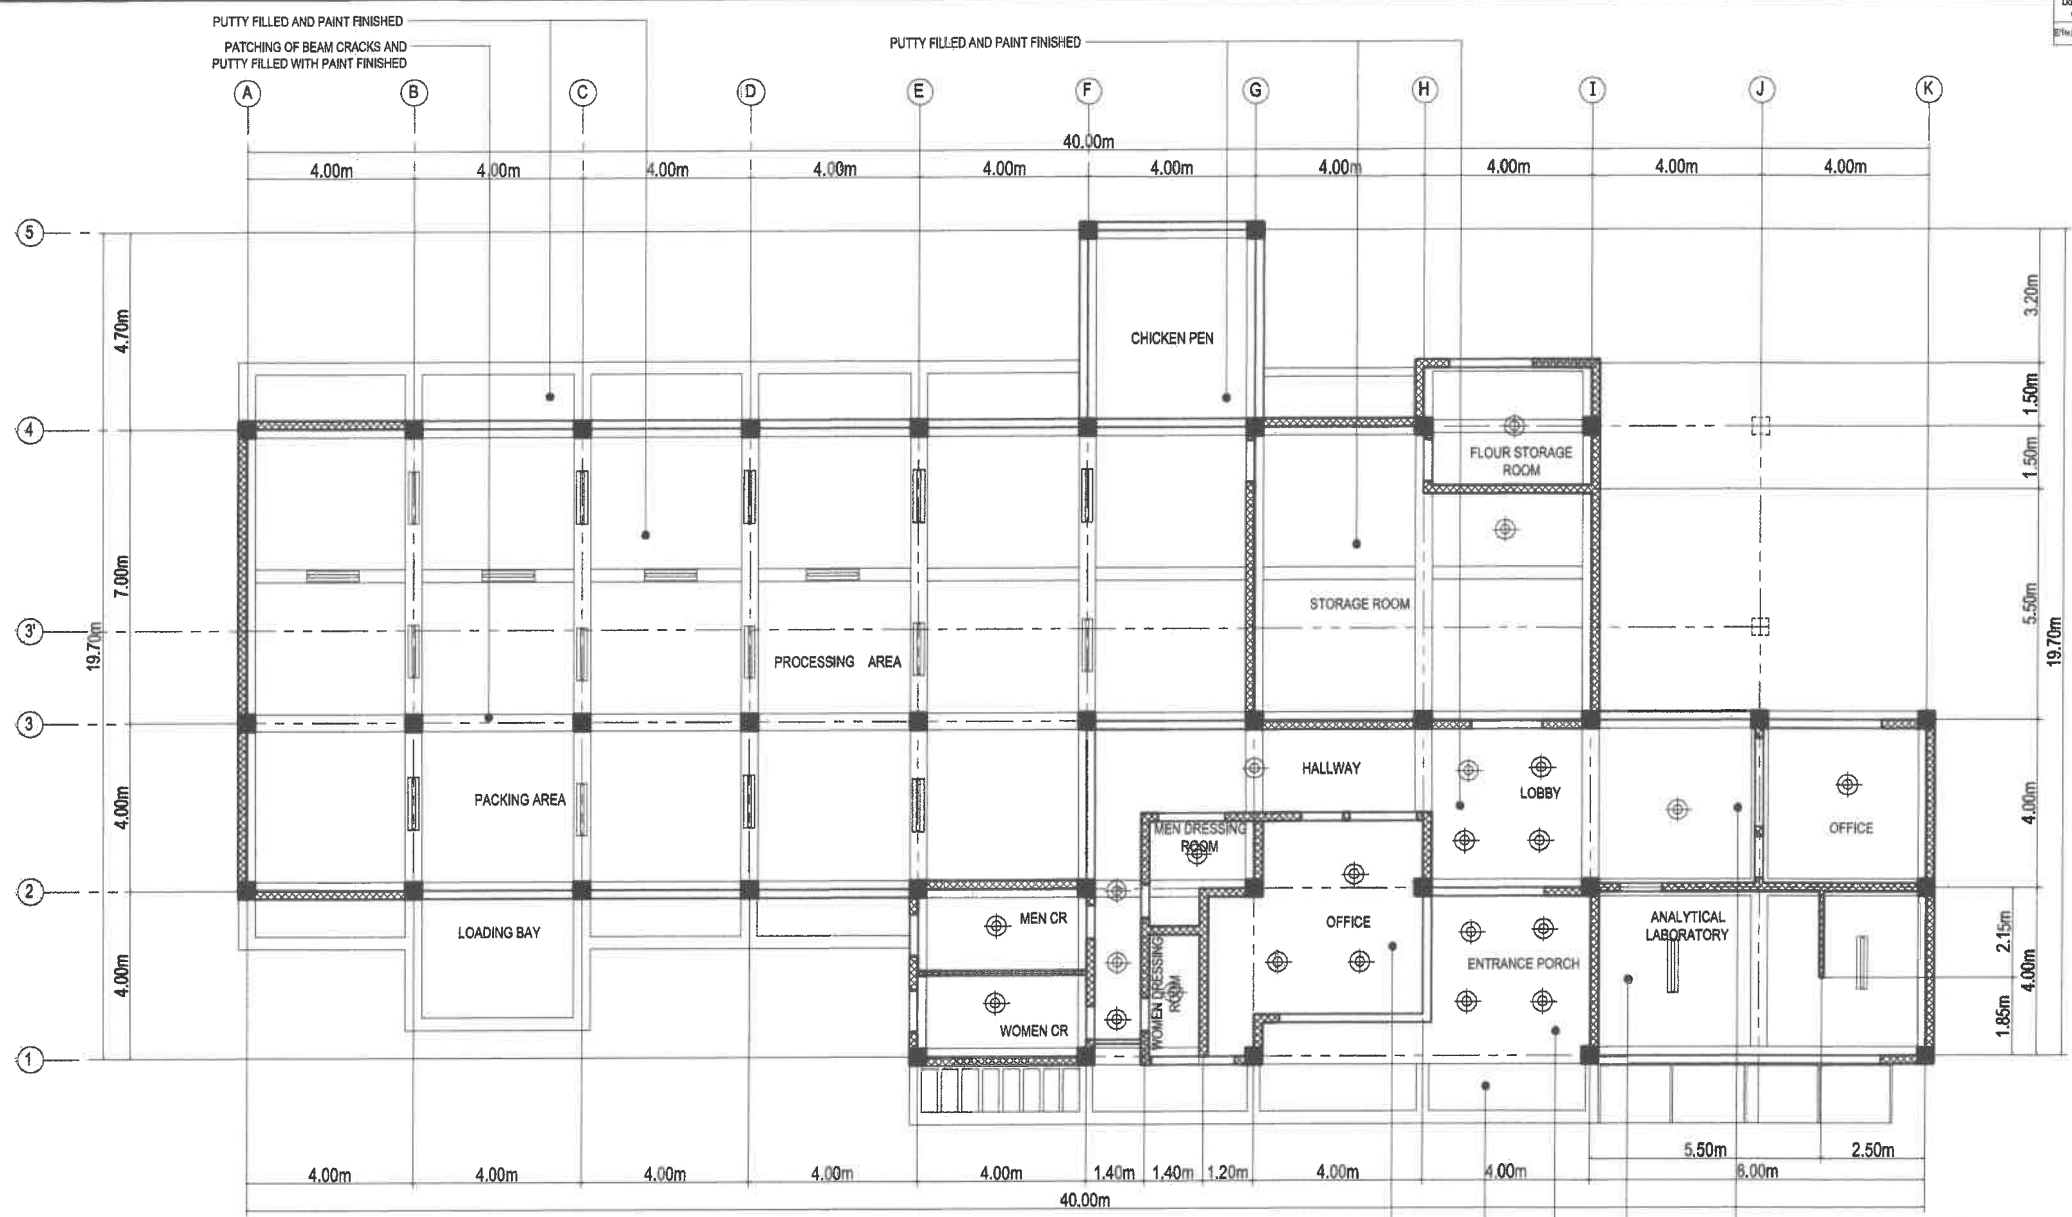 PUTTY FILLED AND PAINT FINISHED
PATCHING OF BEAM CRACKS AND
PUTTY FILLED WITH PAINT FINISHED
PUTTY FILLED AND PAINT FINISHED
A B C D E F G H I J K
40.00m
4.00m 4.00m 4.00m 4.00m 4.00m 4.00m 4.00m 4.00m 4.00m 4.00m
5
4.70m
3.20m
CHICKEN PEN
4
1.50m
FLOUR STORAGE
ROOM
1.50m
7.00m
STORAGE ROOM
5.50m
3'
19.70m
19.70m
PROCESSING AREA
3
HALLWAY
PACKING AREA
LOBBY
4.00m
4.00m
MEN DRESSING
ROOM
OFFICE
2
LOADING BAY
MEN CR
OFFICE
ANALYTICAL
LABORATORY
2.15m
4.00m
4.00m
WOMEN DRESSING
ROOM
ENTRANCE PORCH
WOMEN CR
1.85m
1
5.50m 2.50m
4.00m 4.00m 4.00m 4.00m 4.00m 1.40m 1.40m 1.20m 4.00m 4.00m 8.00m
40.00m